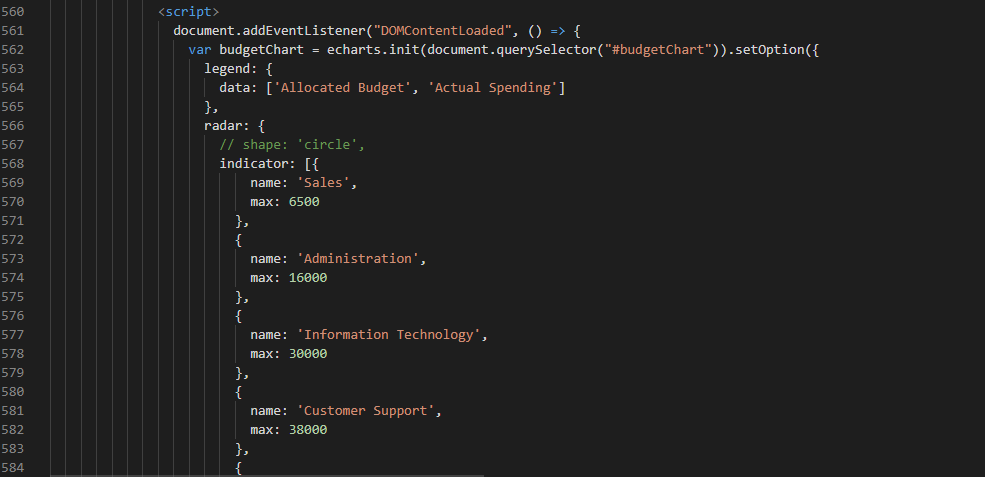 560 <script>
561 document.addEventListener("DOMContentLoaded", () => {
562 var budgetChart = echarts.init(document.querySelector("#budgetChart")).setOption({
563 legend: {
564 data: ['Allocated Budget', 'Actual Spending']
565 },
566 radar: {
567 // shape: 'circle',
568 indicator: [{
569 name: 'Sales',
570 max: 6500
571 },
572 {
573 name: 'Administration',
574 max: 16000
575 },
576 {
577 name: 'Information Technology',
578 max: 30000
579 },
580 {
581 name: 'Customer Support',
582 max: 38000
583 },
584 {